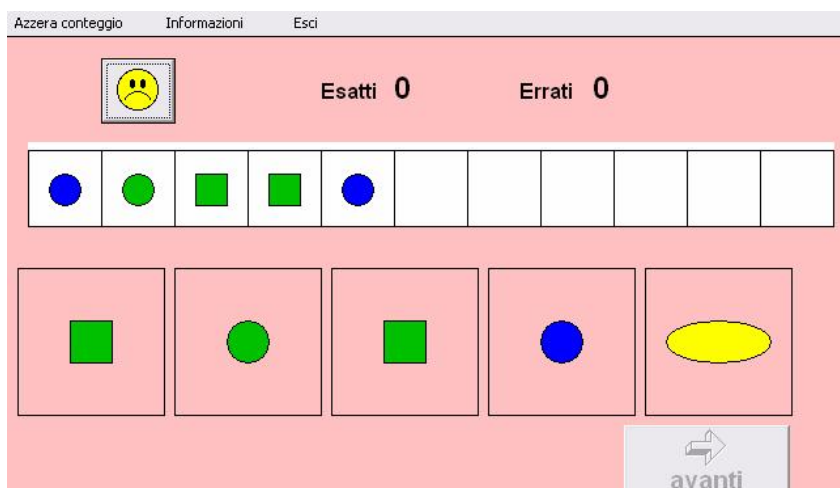 Azzera conteggio Informazioni Esci
Esatti 0 Errati 0
avanti